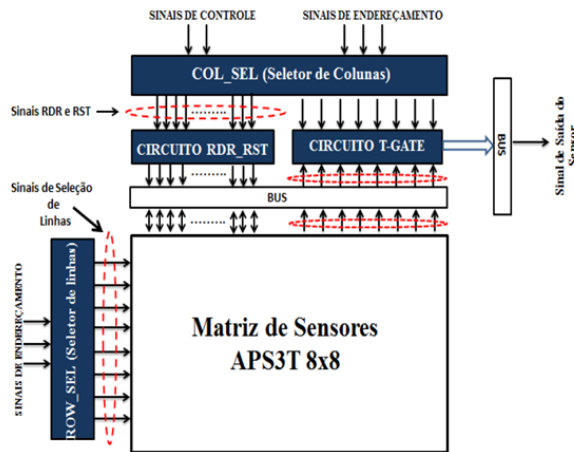 SINAIS DE CONTROLE
SINAIS DE ENDEREÇAMENTO
COL_SEL (Seletor de Colunas)
Sinais RDR e RST
CIRCUITO RDR_RST
CIRCUITO T-GATE
BUS
Sinal de Saída do
Sensor
Sinais de Seleção
de
Linhas
BUS
SINAIS DE ENDEREÇAMENTO
ROW_SEL (Seletor de linhas)
Matriz de Sensores
APS3T 8x8